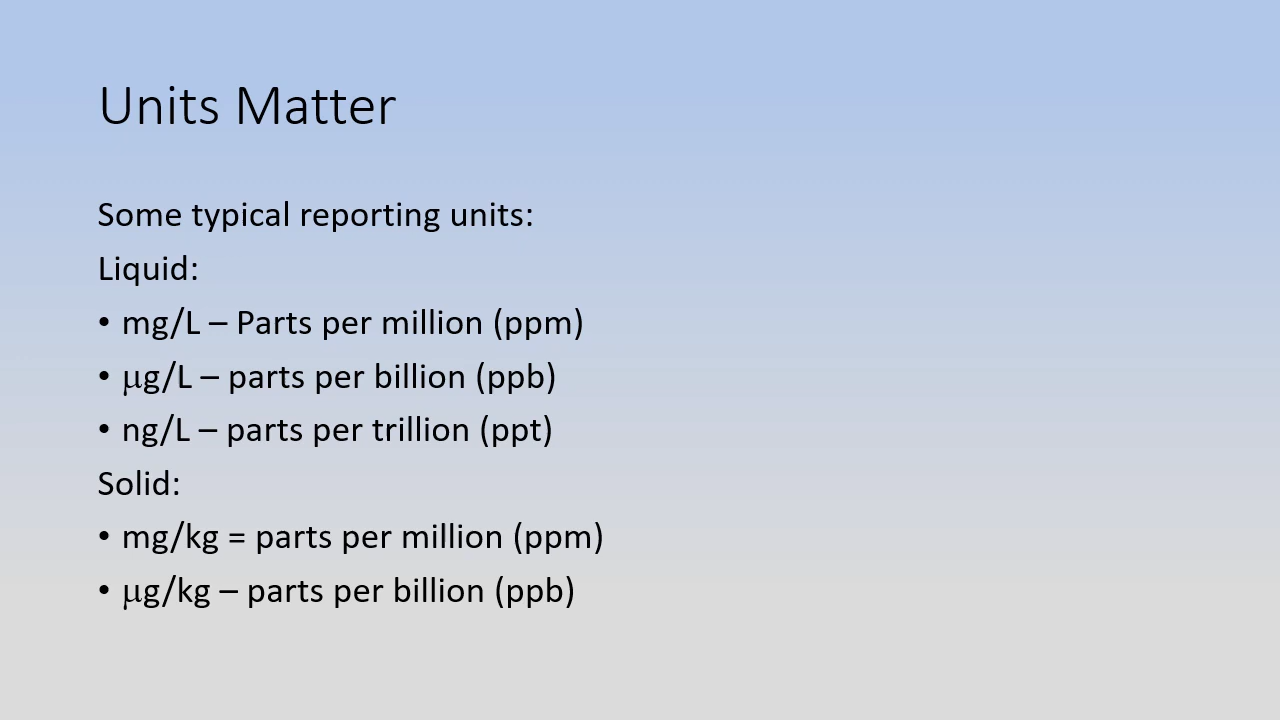 Units Matter
Some typical reporting units:
Liquid:
• mg/L – Parts per million (ppm)
• μg/L – parts per billion (ppb)
• ng/L – parts per trillion (ppt)
Solid:
• mg/kg = parts per million (ppm)
• μg/kg – parts per billion (ppb)